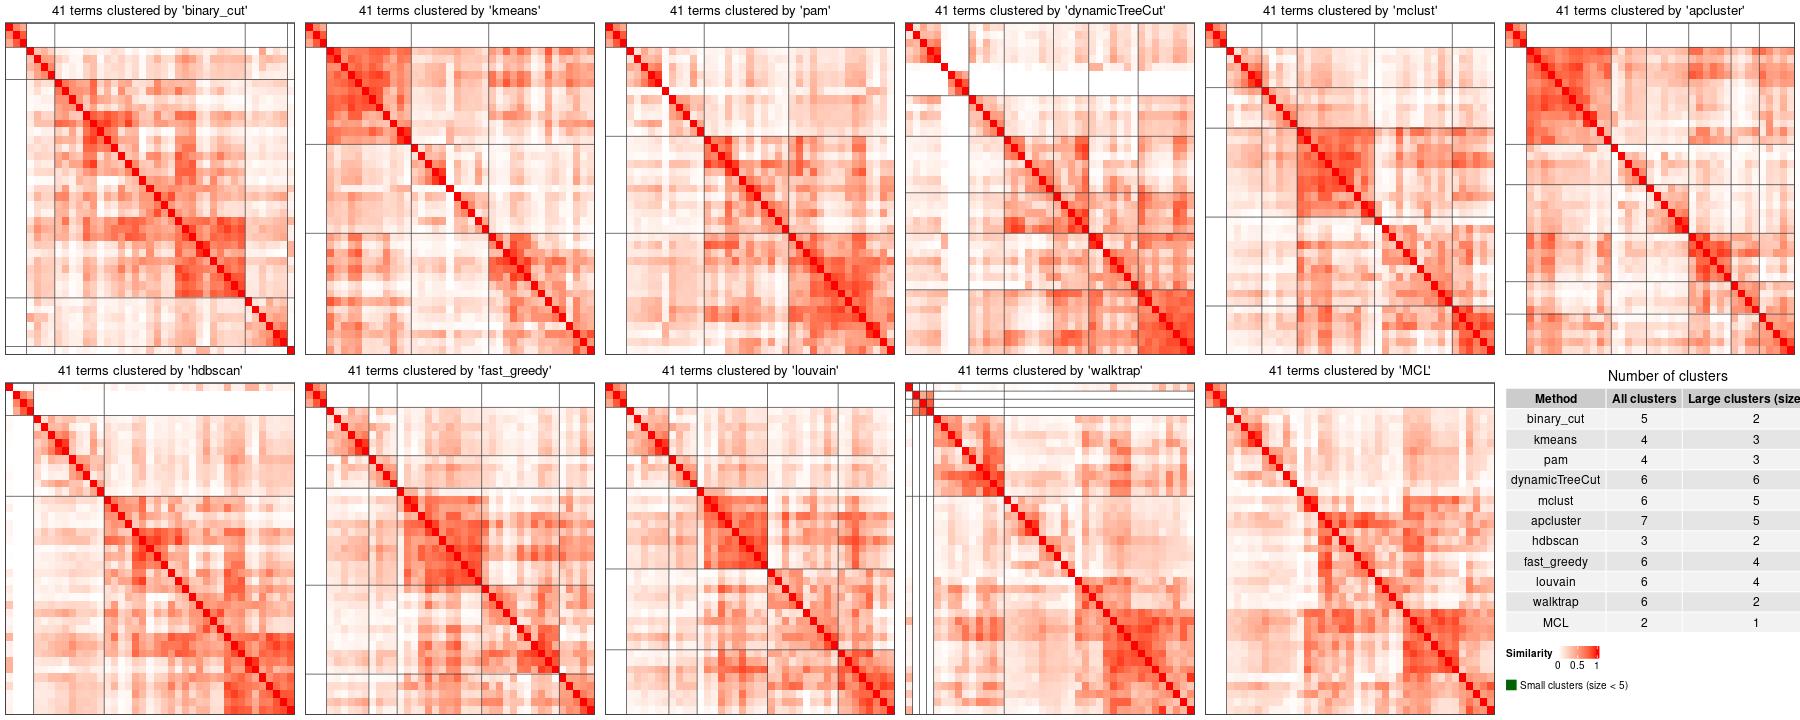 41 terms clustered by 'binary_cut'
41 terms clustered by 'kmeans'
41 terms clustered by 'pam'
41 terms clustered by 'dynamicTreeCut'
41 terms clustered by 'mclust'
41 terms clustered by 'apcluster'
41 terms clustered by 'hdbscan'
41 terms clustered by 'fast_greedy'
41 terms clustered by 'louvain'
41 terms clustered by 'walktrap'
41 terms clustered by 'MCL'
Number of clusters
Method All clusters Large clusters (size
binary_cut 5 2
kmeans 4 3
pam 4 3
dynamicTreeCut 6 6
mclust 6 5
apcluster 7 5
hdbscan 3 2
fast_greedy 6 4
louvain 6 4
walktrap 6 2
MCL 2 1
Similarity
0 0.5 1
Small clusters (size < 5)